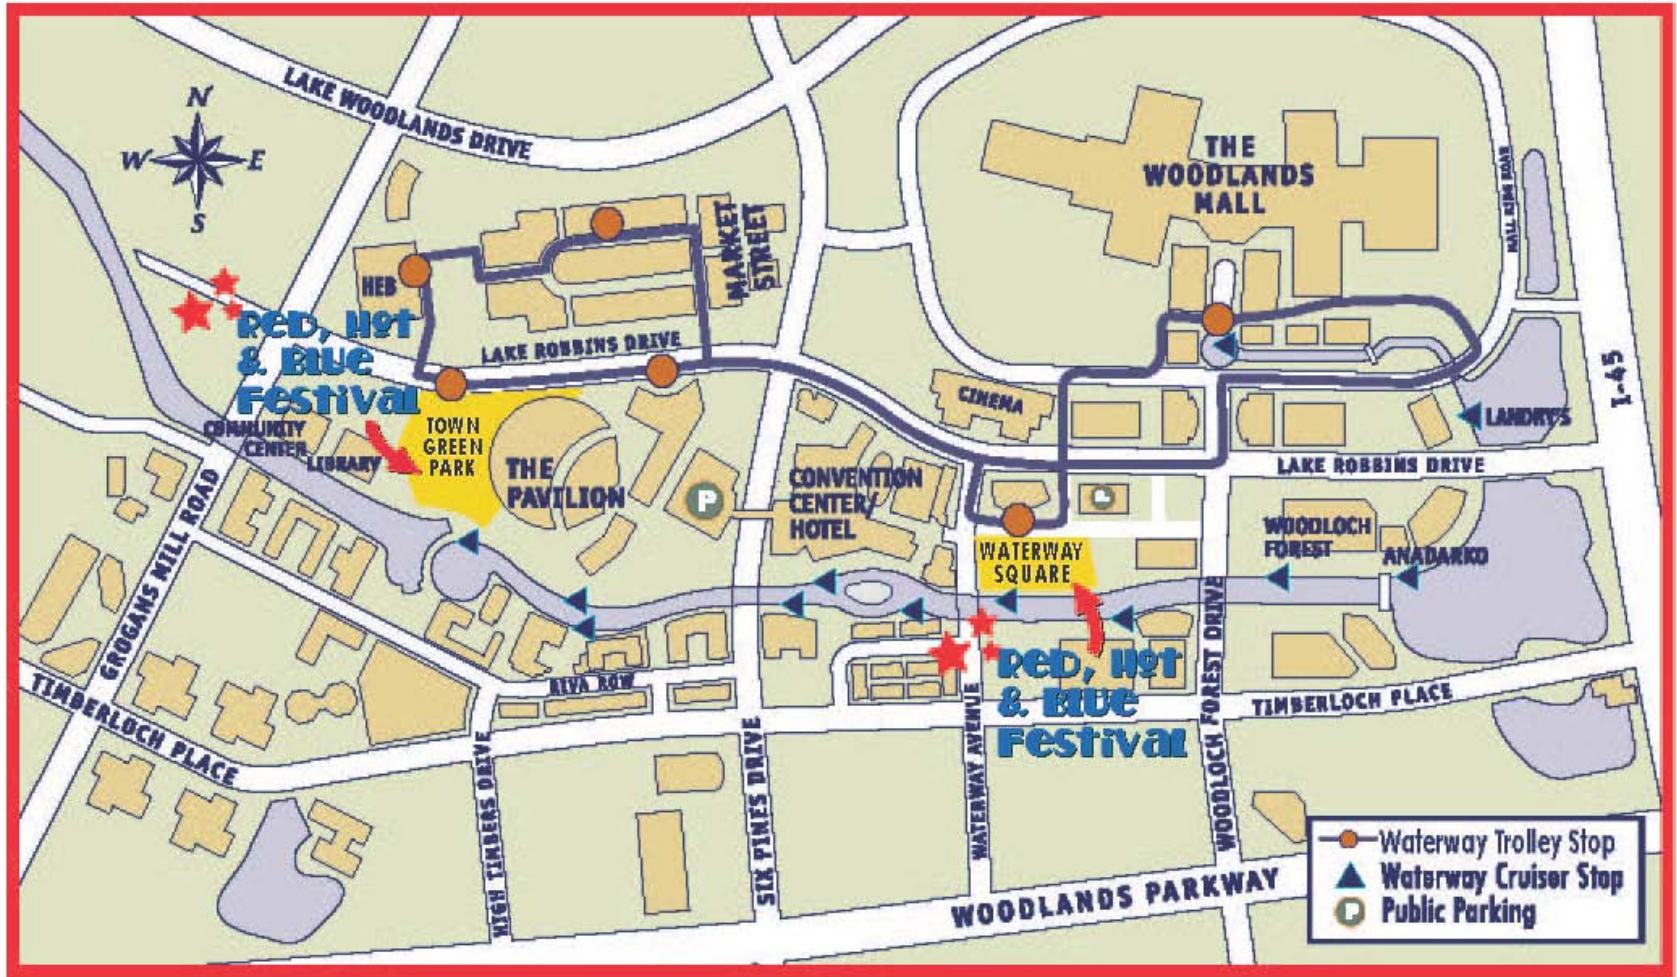 LAKE WOODLANDS DRIVE
N
W
E
S
THE
WOODLANDS
MALL
MALL RING ROAD
MARKET
STREET
HEB
RED, HOT
& BLUE
FESTIVAL
LAKE ROBBINS DRIVE
I-45
CINEMA
LANDRY'S
COMMUNITY
CENTER
LIBRARY
TOWN
GREEN
PARK
THE
PAVILION
P
CONVENTION
CENTER/
HOTEL
P
LAKE ROBBINS DRIVE
WOODLOCH
FOREST
ANADARKO
WATERWAY
SQUARE
GROGANS MILL ROAD
RED, HOT
& BLUE
FESTIVAL
RIVA ROW
TIMBERLOCH PLACE
TIMBERLOCH PLACE
HIGH TIMBERS DRIVE
SIX PINES DRIVE
WATERWAY AVENUE
WOODLOCH FOREST DRIVE
WOODLANDS PARKWAY
Waterway Trolley Stop
Waterway Cruiser Stop
P Public Parking